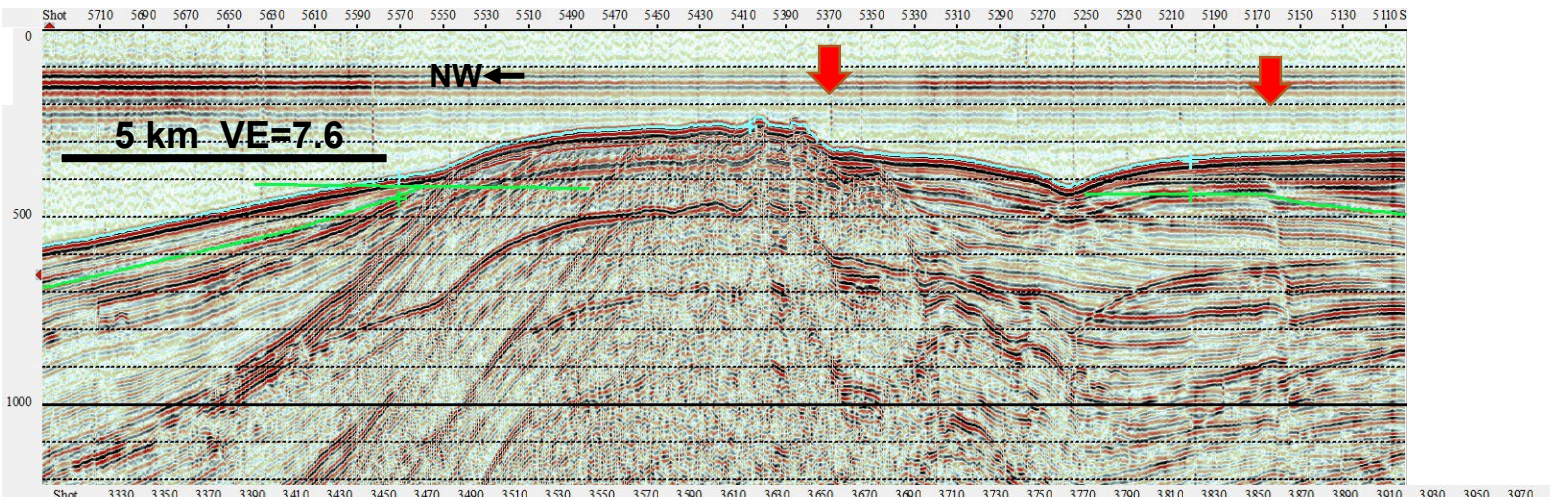 Shot 5710 5690 5670 5650 5630 5610 5590 5570 5550 5530 5510 5490 5470 5450 5430 5410 5390 5370 5350 5330 5310 5290 5270 5250 5230 5210 5190 5170 5150 5130 5110 S
0
NW
5 km VE=7.6
500
1000
Shot 3330 3350 3370 3390 3410 3430 3450 3470 3490 3510 3530 3550 3570 3590 3610 3630 3650 3670 3690 3710 3730 3750 3770 3790 3810 3830 3850 3870 3890 3910 3930 3950 3970